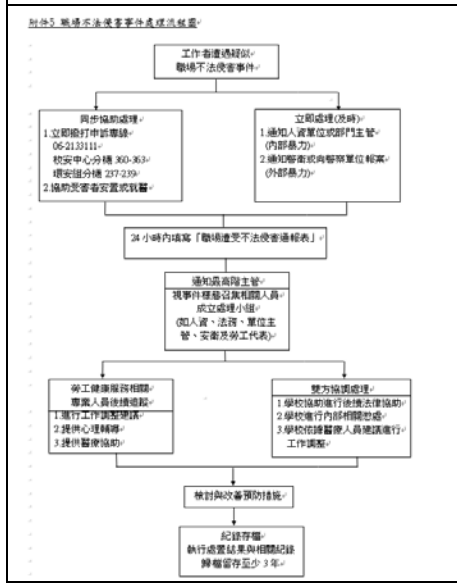 附件5 職場不法侵害事件處理流程圖
工作者遭遇疑似
職場不法侵害事件
同步協助處理
1.立即撥打申訴專線
06-2133111
校安中心分機 360-363
環安組分機 237-239
2.協助受害者安置或就醫
立即處理(及時)
1.通知人資單位或部門主管
(內部暴力)
2.通知警衛或向警察單位報案
(外部暴力)
24小時內填寫「職場遭受不法侵害通報表」
通知最高階主管
視事件樣態召集相關人員
成立處理小組
(如人資、法務、單位主
管、安衛及勞工代表)
勞工健康服務相關
專業人員後續追蹤
1.進行工作調整建議
2.提供心理輔導
3.提供醫療協助
雙方協調處理
1.學校協助進行後續法律協助
2.學校進行內部相關懲處
3.學校依據醫療人員建議進行
工作調整
檢討與改善預防措施
紀錄存檔
執行處置結果與相關紀錄
歸檔留存至少3年